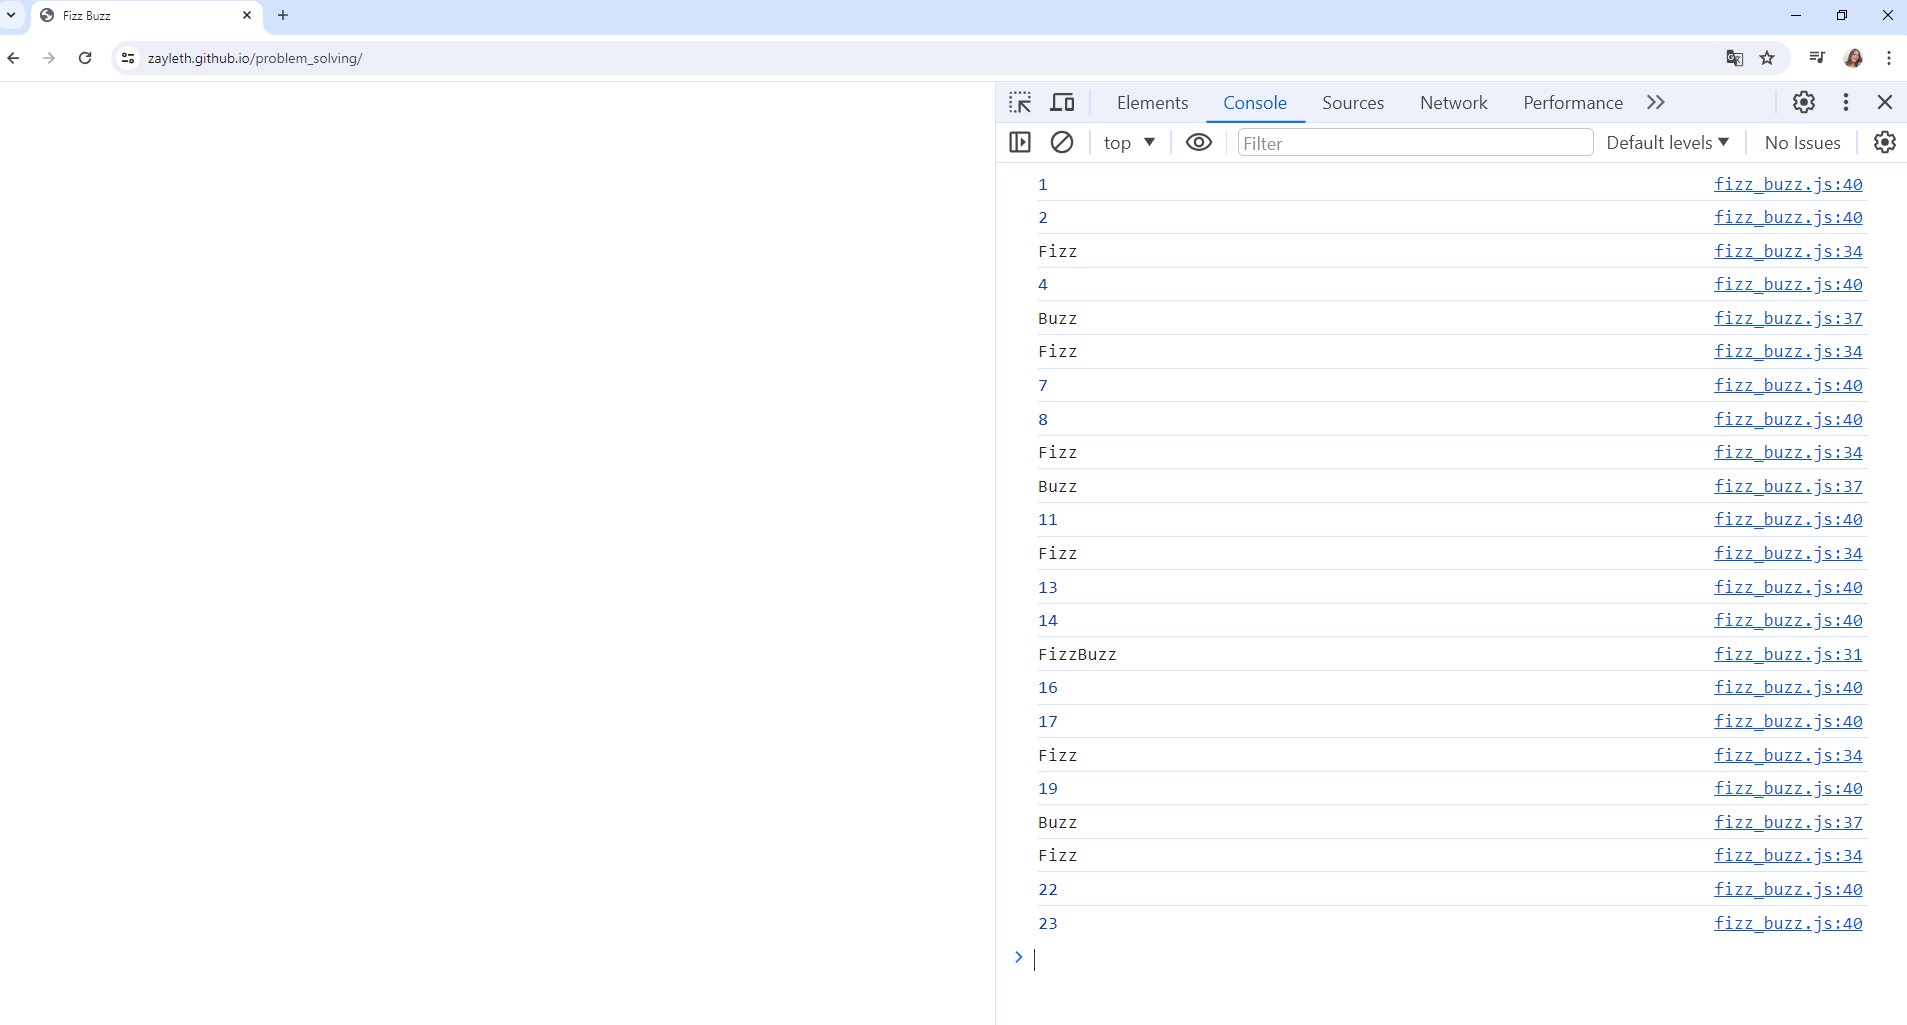 Fizz Buzz
zayleth.github.io/problem_solving/
Elements Console Sources Network Performance
top Filter Default levels No Issues
1 fizz_buzz.js:40
2 fizz_buzz.js:40
Fizz fizz_buzz.js:34
4 fizz_buzz.js:40
Buzz fizz_buzz.js:37
Fizz fizz_buzz.js:34
7 fizz_buzz.js:40
8 fizz_buzz.js:40
Fizz fizz_buzz.js:34
Buzz fizz_buzz.js:37
11 fizz_buzz.js:40
Fizz fizz_buzz.js:34
13 fizz_buzz.js:40
14 fizz_buzz.js:40
FizzBuzz fizz_buzz.js:31
16 fizz_buzz.js:40
17 fizz_buzz.js:40
Fizz fizz_buzz.js:34
19 fizz_buzz.js:40
Buzz fizz_buzz.js:37
Fizz fizz_buzz.js:34
22 fizz_buzz.js:40
23 fizz_buzz.js:40